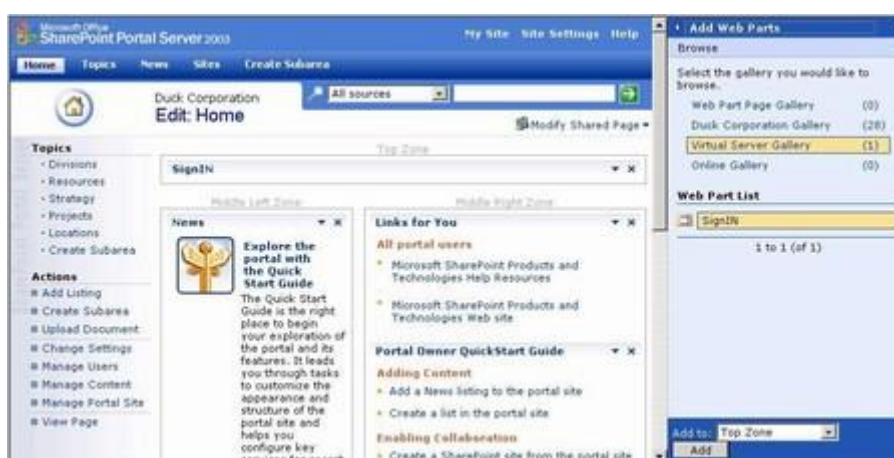 Microsoft Office
SharePoint Portal Server 2003
My Site Site Settings Help
Home Topics News Sites Create Subarea
Duck Corporation
Edit: Home
All sources
Modify Shared Page
Topics
Divisions
Resources
Strategy
Projects
Locations
Create Subarea
Actions
Add Listing
Create Subarea
Upload Document
Change Settings
Manage Users
Manage Content
Manage Portal Site
View Page
Top Zone
SignIN
Middle Left Zone
News
Explore the
portal with
the Quick
Start Guide
The Quick Start
Guide is the right
place to begin
your exploration of
the portal and its
features. It leads
you through tasks
to customize the
appearance and
structure of the
portal site and
helps you
configure key
Middle Right Zone
Links for You
All portal users
Microsoft SharePoint Products and
Technologies Help Resources
Microsoft SharePoint Products and
Technologies Web site
Portal Owner QuickStart Guide
Adding Content
Add a News listing to the portal site
Create a list in the portal site
Enabling Collaboration
Create a SharePoint site from the portal site
Add Web Parts
Browse
Select the gallery you would like to
browse.
Web Part Page Gallery (0)
Duck Corporation Gallery (28)
Virtual Server Gallery (1)
Online Gallery (0)
Web Part List
SignIN
1 to 1 (of 1)
Add to: Top Zone
Add